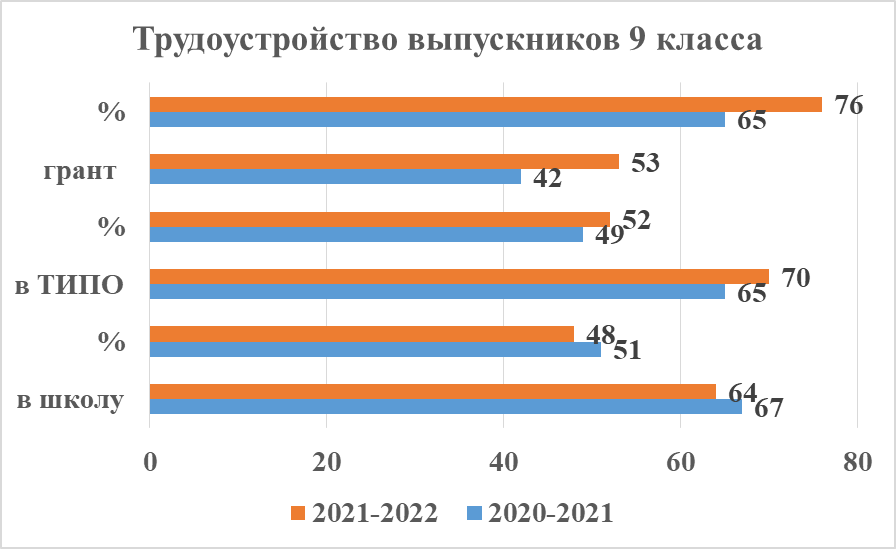 Трудоустройство выпускников 9 класса
% 76
65
грант 53
42
% 52
49
в ТИПО 70
65
% 48
51
в школу 64
67
0 20 40 60 80
2021-2022 2020-2021